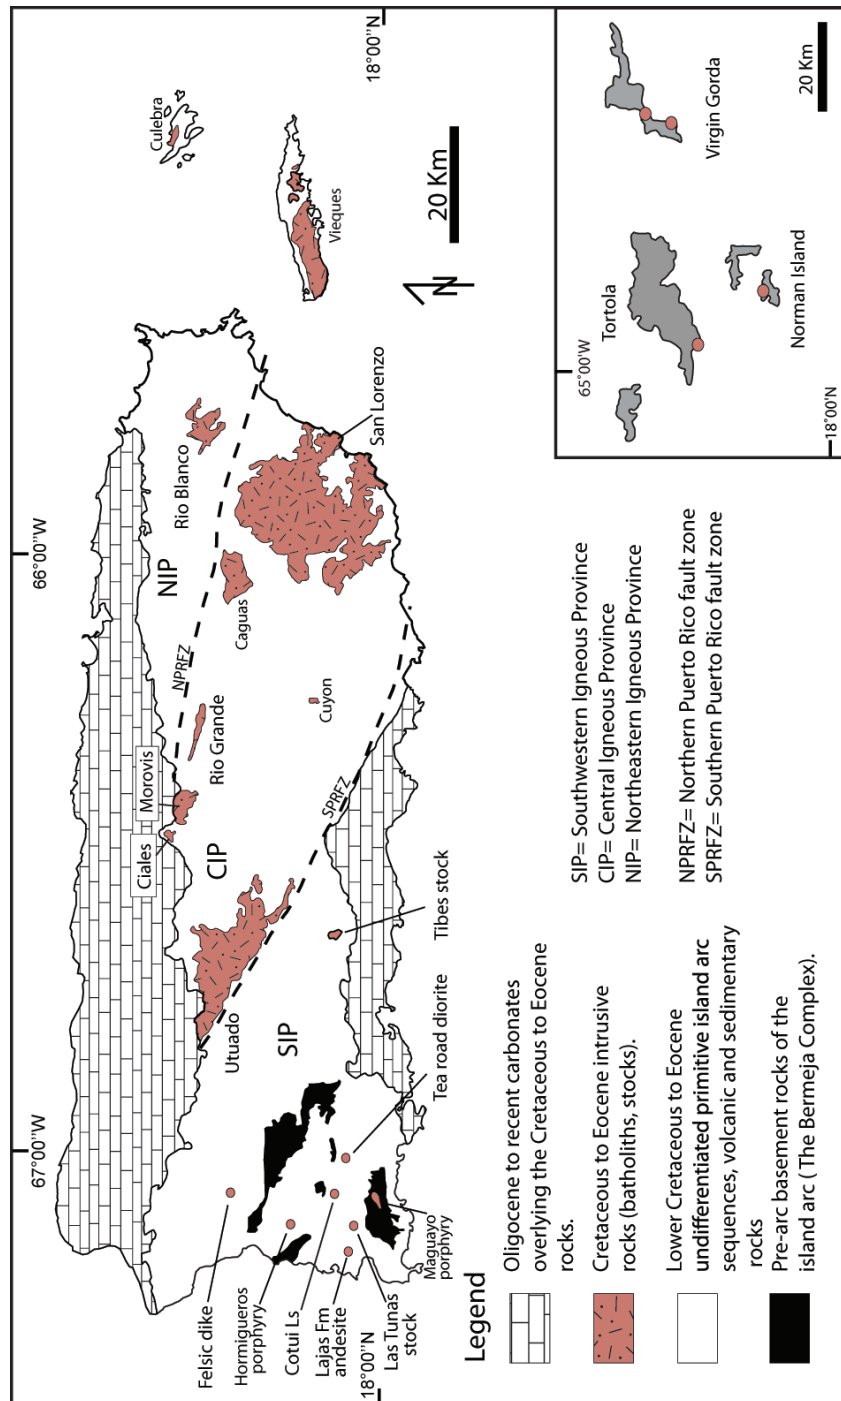 66°00"W
67°00"W
18°00"N
18°00"N
Culebra
Vieques
20 Km
N
Rio Blanco
San Lorenzo
NIP
Caguas
NPRFZ
Rio Grande
Cuyon
Morovis
Ciales
CIP
SPRFZ
Utuado
Tibes stock
SIP
Tea road diorite
Felsic dike
Hormigueros
porphyry
Cotui Ls
Lajas Fm
andesite
Las Tunas
stock
Maguayo
porphyry
Legend
Oligocene to recent carbonates
overlying the Cretaceous to Eocene
rocks.
Cretaceous to Eocene intrusive
rocks (batholiths, stocks).
Lower Cretaceous to Eocene
undifferentiated primitive island arc
sequences, volcanic and sedimentary
rocks
Pre-arc basement rocks of the
island arc ( The Bermeja Complex).
SIP= Southwestern Igneous Province
CIP= Central Igneous Province
NIP= Northeastern Igneous Province
NPRFZ= Northern Puerto Rico fault zone
SPRFZ= Southern Puerto Rico fault zone
65°00'W
18°00'N
Tortola
Virgin Gorda
Norman Island
20 Km